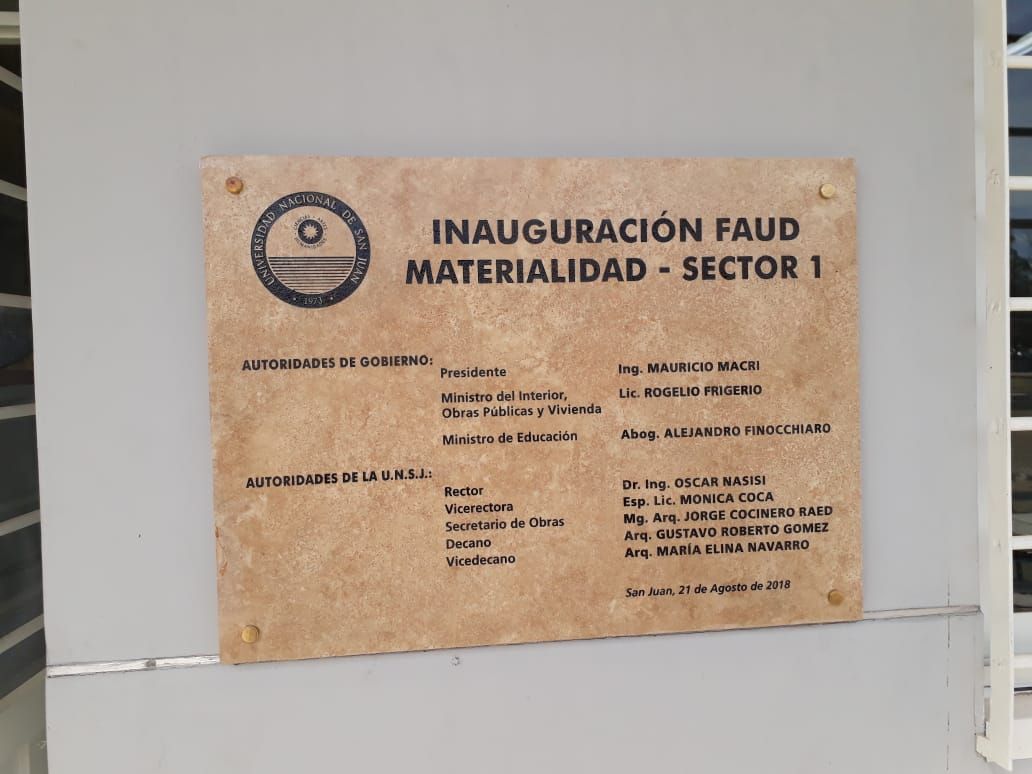 UNIVERSIDAD NACIONAL DE SAN JUAN
CIENCIAS - ARTES
HUMANIDADES
• 1973 •
INAUGURACIÓN FAUD
MATERIALIDAD - SECTOR 1
AUTORIDADES DE GOBIERNO:
Presidente Ing. MAURICIO MACRI
Ministro del Interior,
Obras Públicas y Vivienda Lic. ROGELIO FRIGERIO
Ministro de Educación Abog. ALEJANDRO FINOCCHIARO
AUTORIDADES DE LA U.N.S.J.:
Rector Dr. Ing. OSCAR NASISI
Vicerectora Esp. Lic. MONICA COCA
Secretario de Obras Mg. Arq. JORGE COCINERO RAED
Decano Arq. GUSTAVO ROBERTO GOMEZ
Vicedecano Arq. MARÍA ELINA NAVARRO
San Juan, 21 de Agosto de 2018